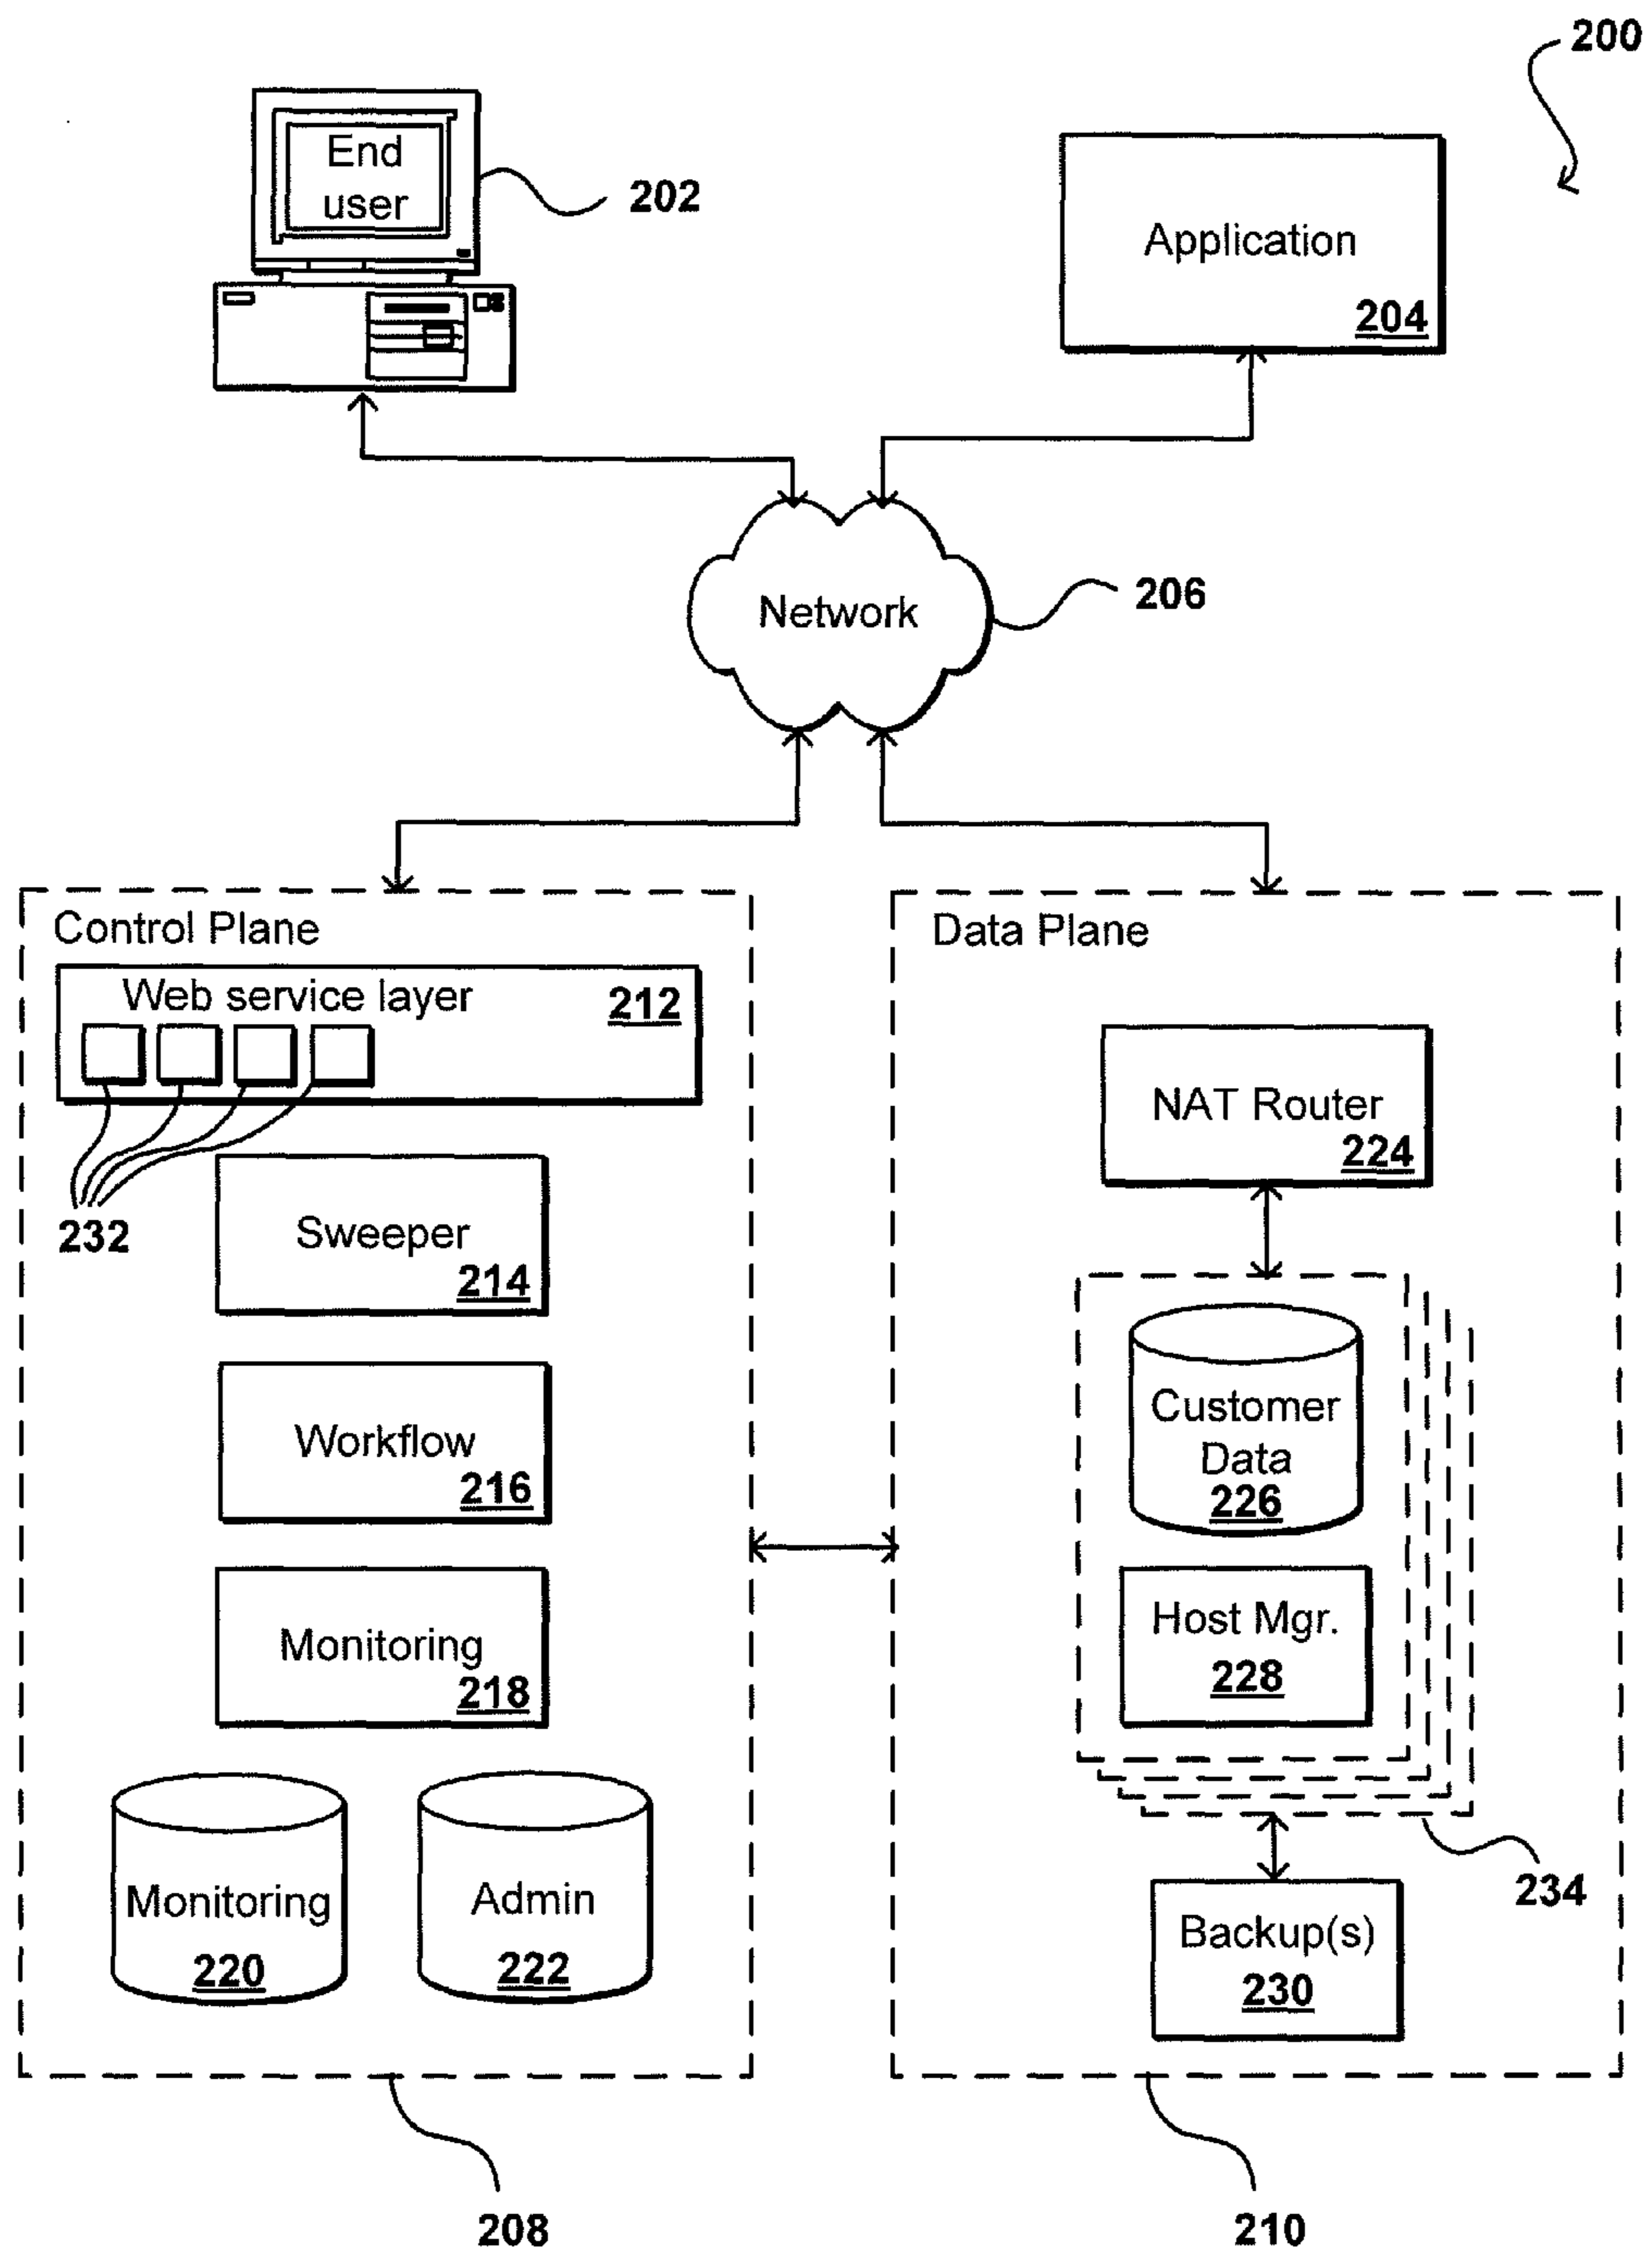 200
End
user
202
Application
204
Network
206
Control Plane
Web service layer
212
232
Sweeper
214
Workflow
216
Monitoring
218
Monitoring
220
Admin
222
208
Data Plane
NAT Router
224
Customer
Data
226
Host Mgr.
228
234
Backup(s)
230
210